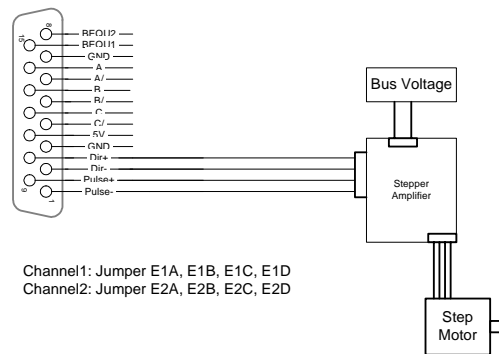 8
15
BEQU2
BEQU1
GND
A
A/
B
B/
C
C/
5V
GND
Dir+
Dir-
Pulse+
Pulse-
9
1
Bus Voltage
Stepper
Amplifier
Step
Motor
Channel1: Jumper E1A, E1B, E1C, E1D
Channel2: Jumper E2A, E2B, E2C, E2D